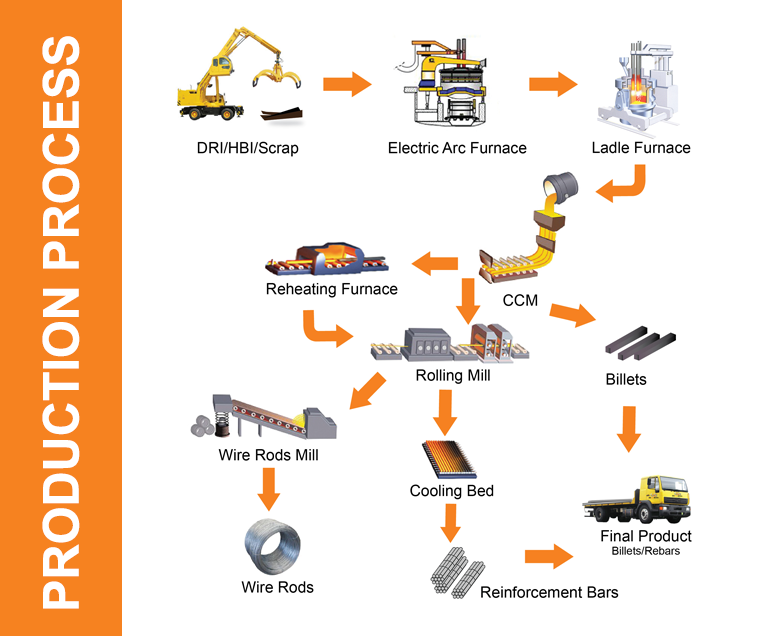 PRODUCTION PROCESS
DRI/HBI/Scrap
Electric Arc Furnace
Ladle Furnace
CCM
Reheating Furnace
Rolling Mill
Billets
Wire Rods Mill
Cooling Bed
Final Product
Billets/Rebars
Wire Rods
Reinforcement Bars